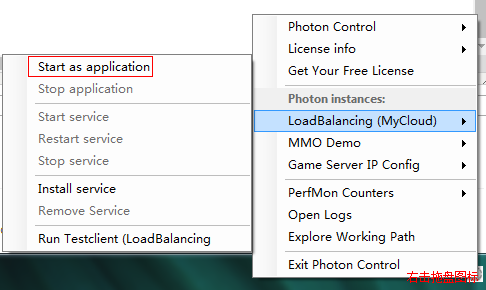 Start as application
Stop application
Start service
Restart service
Stop service
Install service
Remove Service
Run Testclient (LoadBalancing
Photon Control
License info
Get Your Free License
Photon instances:
LoadBalancing (MyCloud)
MMO Demo
Game Server IP Config
PerfMon Counters
Open Logs
Explore Working Path
Exit Photon Control
右击拖盘图标